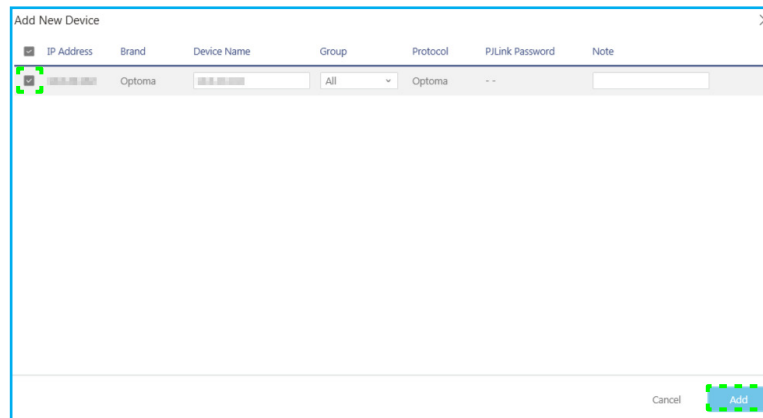 Add New Device
IP Address Brand Device Name Group Protocol PJLink Password Note
Optoma All Optoma - -
Cancel Add